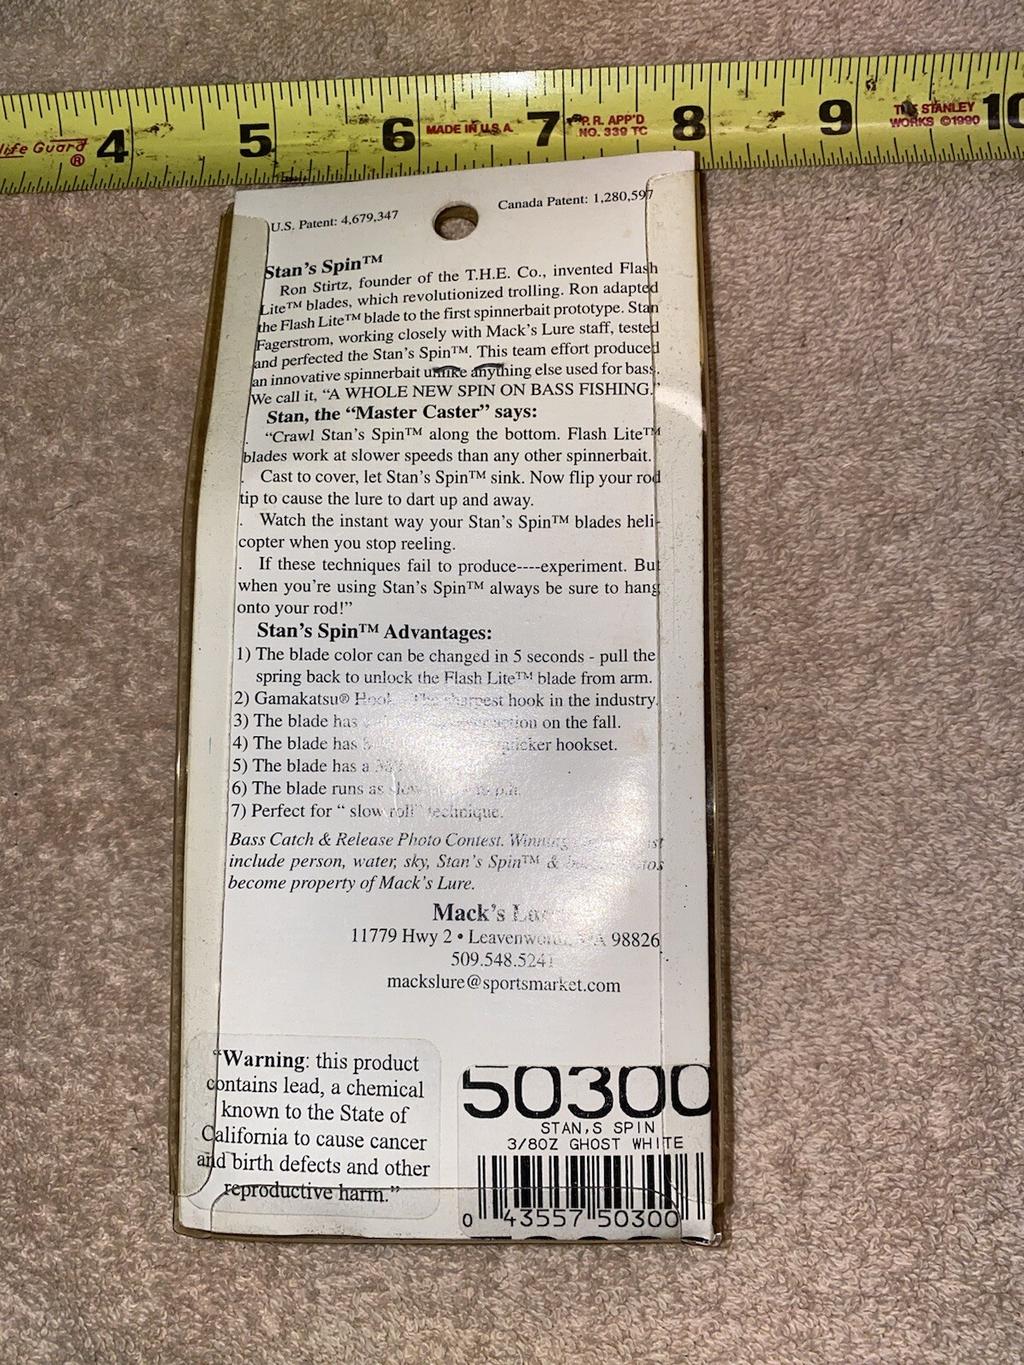 life Guard ®
4 5 6 MADE IN U.S.A. 7 P.R. APP'D 8 9 THE STANLEY 10
NO. 339 TC WORKS ©1990
U.S. Patent: 4,679,347 Canada Patent: 1,280,597
Stan's Spin™
Ron Stirtz, founder of the T.H.E. Co., invented Flash
Lite™ blades, which revolutionized trolling. Ron adapted
the Flash Lite™ blade to the first spinnerbait prototype. Stan
Fagerstrom, working closely with Mack's Lure staff, tested
and perfected the Stan's Spin™. This team effort produced
an innovative spinnerbait unlike anything else used for bass.
We call it, "A WHOLE NEW SPIN ON BASS FISHING."
Stan, the "Master Caster" says:
. "Crawl Stan's Spin™ along the bottom. Flash Lite™
blades work at slower speeds than any other spinnerbait.
. Cast to cover, let Stan's Spin™ sink. Now flip your rod
tip to cause the lure to dart up and away.
. Watch the instant way your Stan's Spin™ blades heli-
copter when you stop reeling.
. If these techniques fail to produce----experiment. But
when you're using Stan's Spin™ always be sure to hang
onto your rod!"
Stan's Spin™ Advantages:
1) The blade color can be changed in 5 seconds - pull the
spring back to unlock the Flash Lite™ blade from arm.
2) Gamakatsu® Hook The sharpest hook in the industry.
3) The blade has action on the fall.
4) The blade has quicker hookset.
5) The blade has a
6) The blade runs as slow
7) Perfect for " slow roll" technique.
Bass Catch & Release Photo Contest. Winning
include person, water, sky, Stan's Spin™ &
become property of Mack's Lure.
Mack's Lure
11779 Hwy 2 • Leavenworth, WA 98826
509.548.5241
mackslure@sportsmarket.com
"Warning: this product
contains lead, a chemical
known to the State of
California to cause cancer
and birth defects and other
reproductive harm."
50300
STAN,S SPIN
3/8OZ GHOST WHITE
0 43557 50300